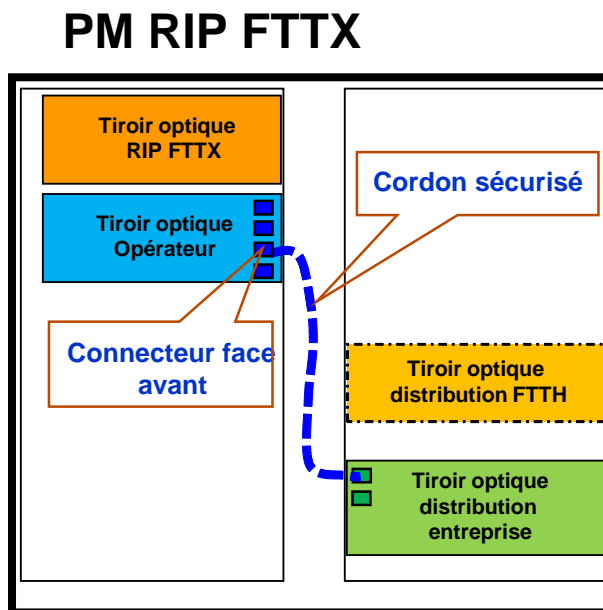 PM RIP FTTX
Tiroir optique
RIP FTTX
Cordon sécurisé
Tiroir optique
Opérateur
Connecteur face
avant
Tiroir optique
distribution FTTH
Tiroir optique
distribution
entreprise